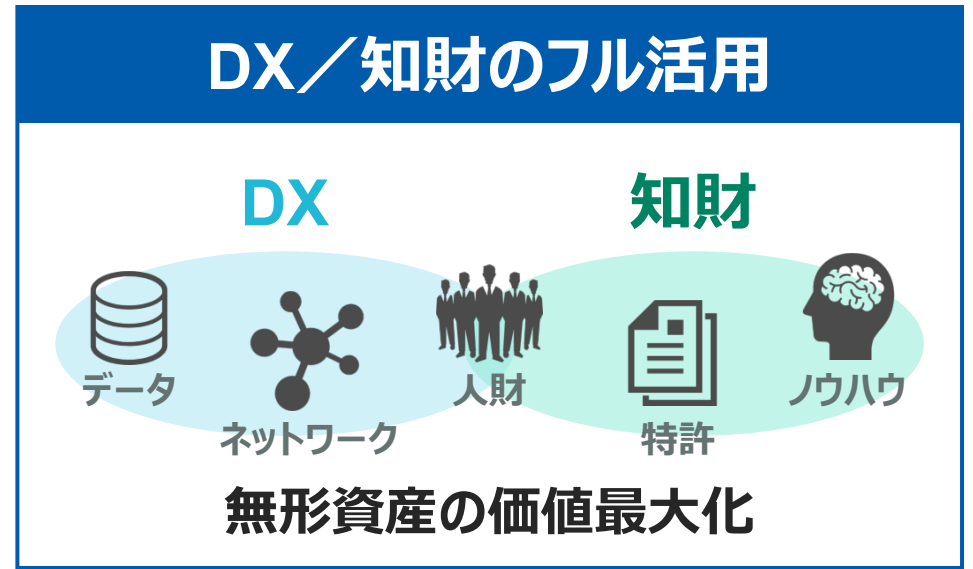 DX／知財のフル活用
DX
知財
データ
ネットワーク
人財
特許
ノウハウ
無形資産の価値最大化